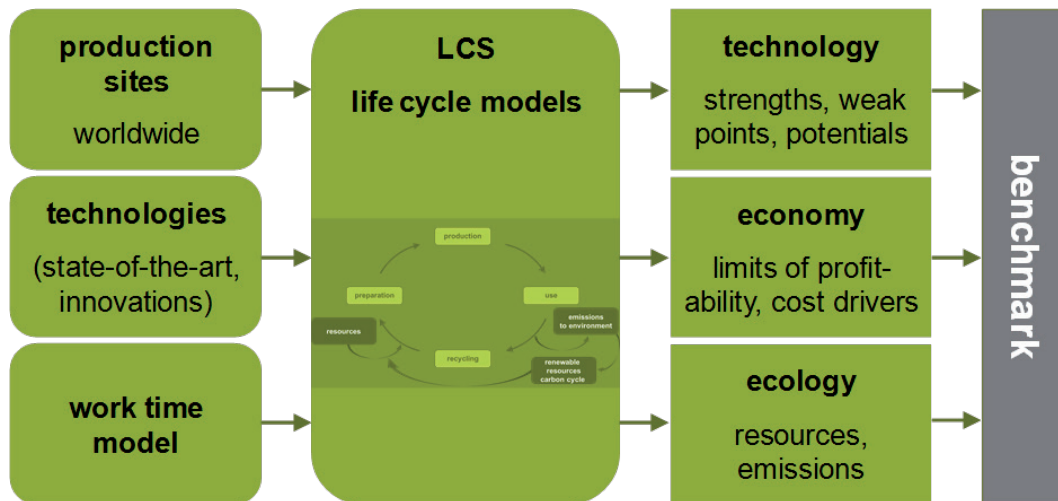 production
sites
worldwide
technologies
(state-of-the-art,
innovations)
work time
model
LCS
life cycle models
production
preparation
use
resources
emissions
to environment
recycling
renewable
resources
carbon cycle
technology
strengths, weak
points, potentials
economy
limits of profit-
ability, cost drivers
ecology
resources,
emissions
benchmark